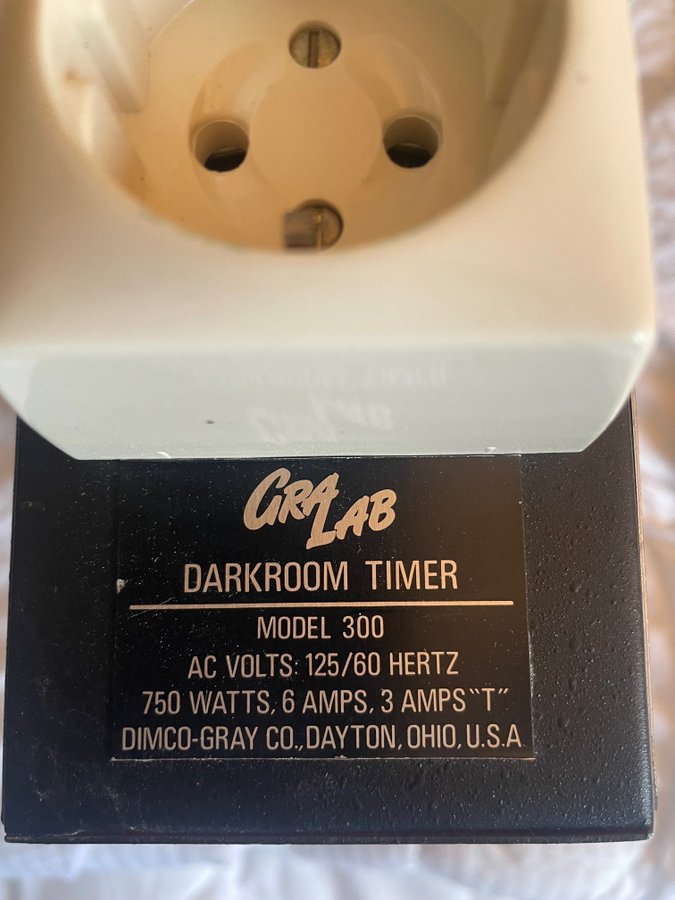 GRA LAB
DARKROOM TIMER
MODEL 300
AC VOLTS: 125/60 HERTZ
750 WATTS, 6 AMPS, 3 AMPS "T"
DIMCO-GRAY CO., DAYTON, OHIO, U.S.A